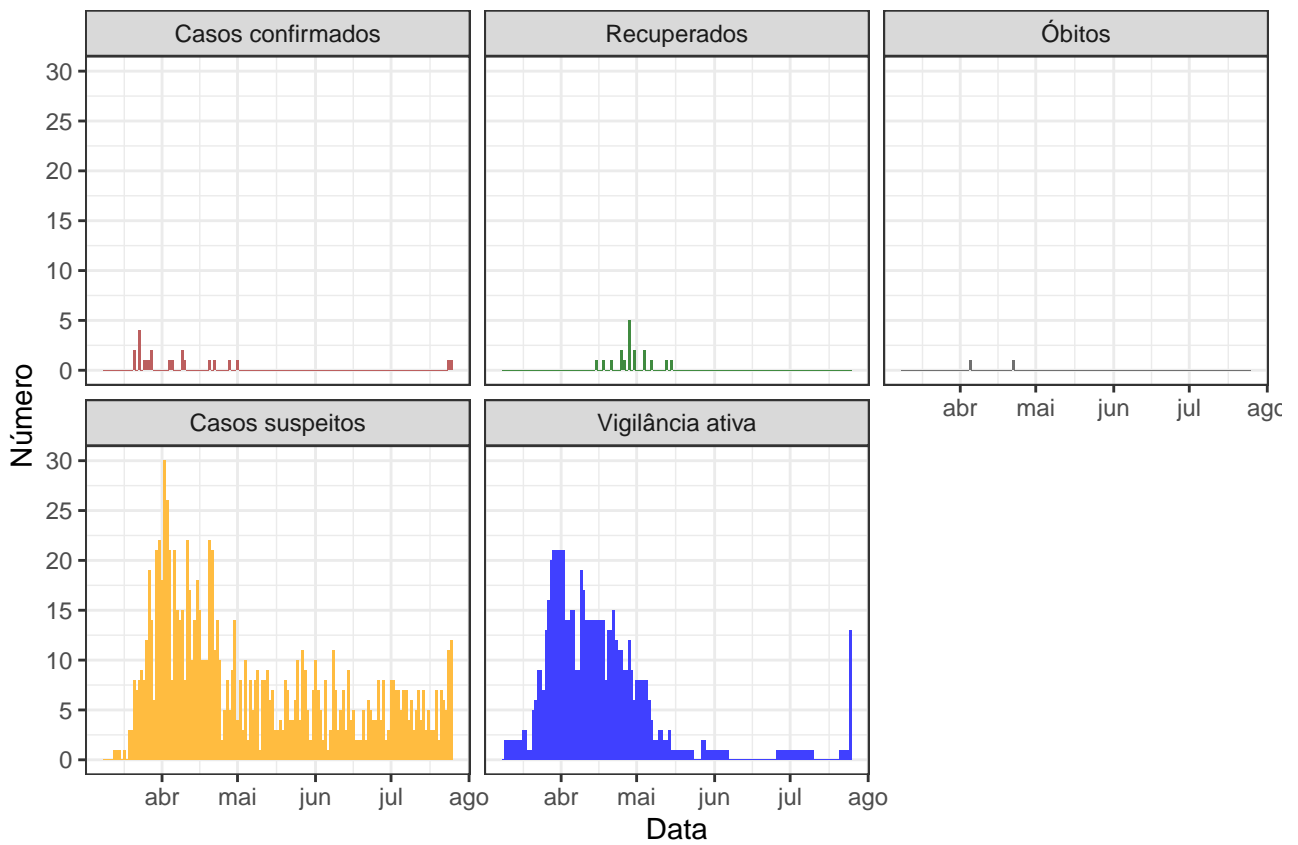 Casos confirmados
Recuperados
Óbitos
30
25
20
15
10
5
0
abr mai jun jul ago
Casos suspeitos
Vigilância ativa
30
25
20
15
10
5
0
abr mai jun jul ago
abr mai jun jul ago
Número
Data